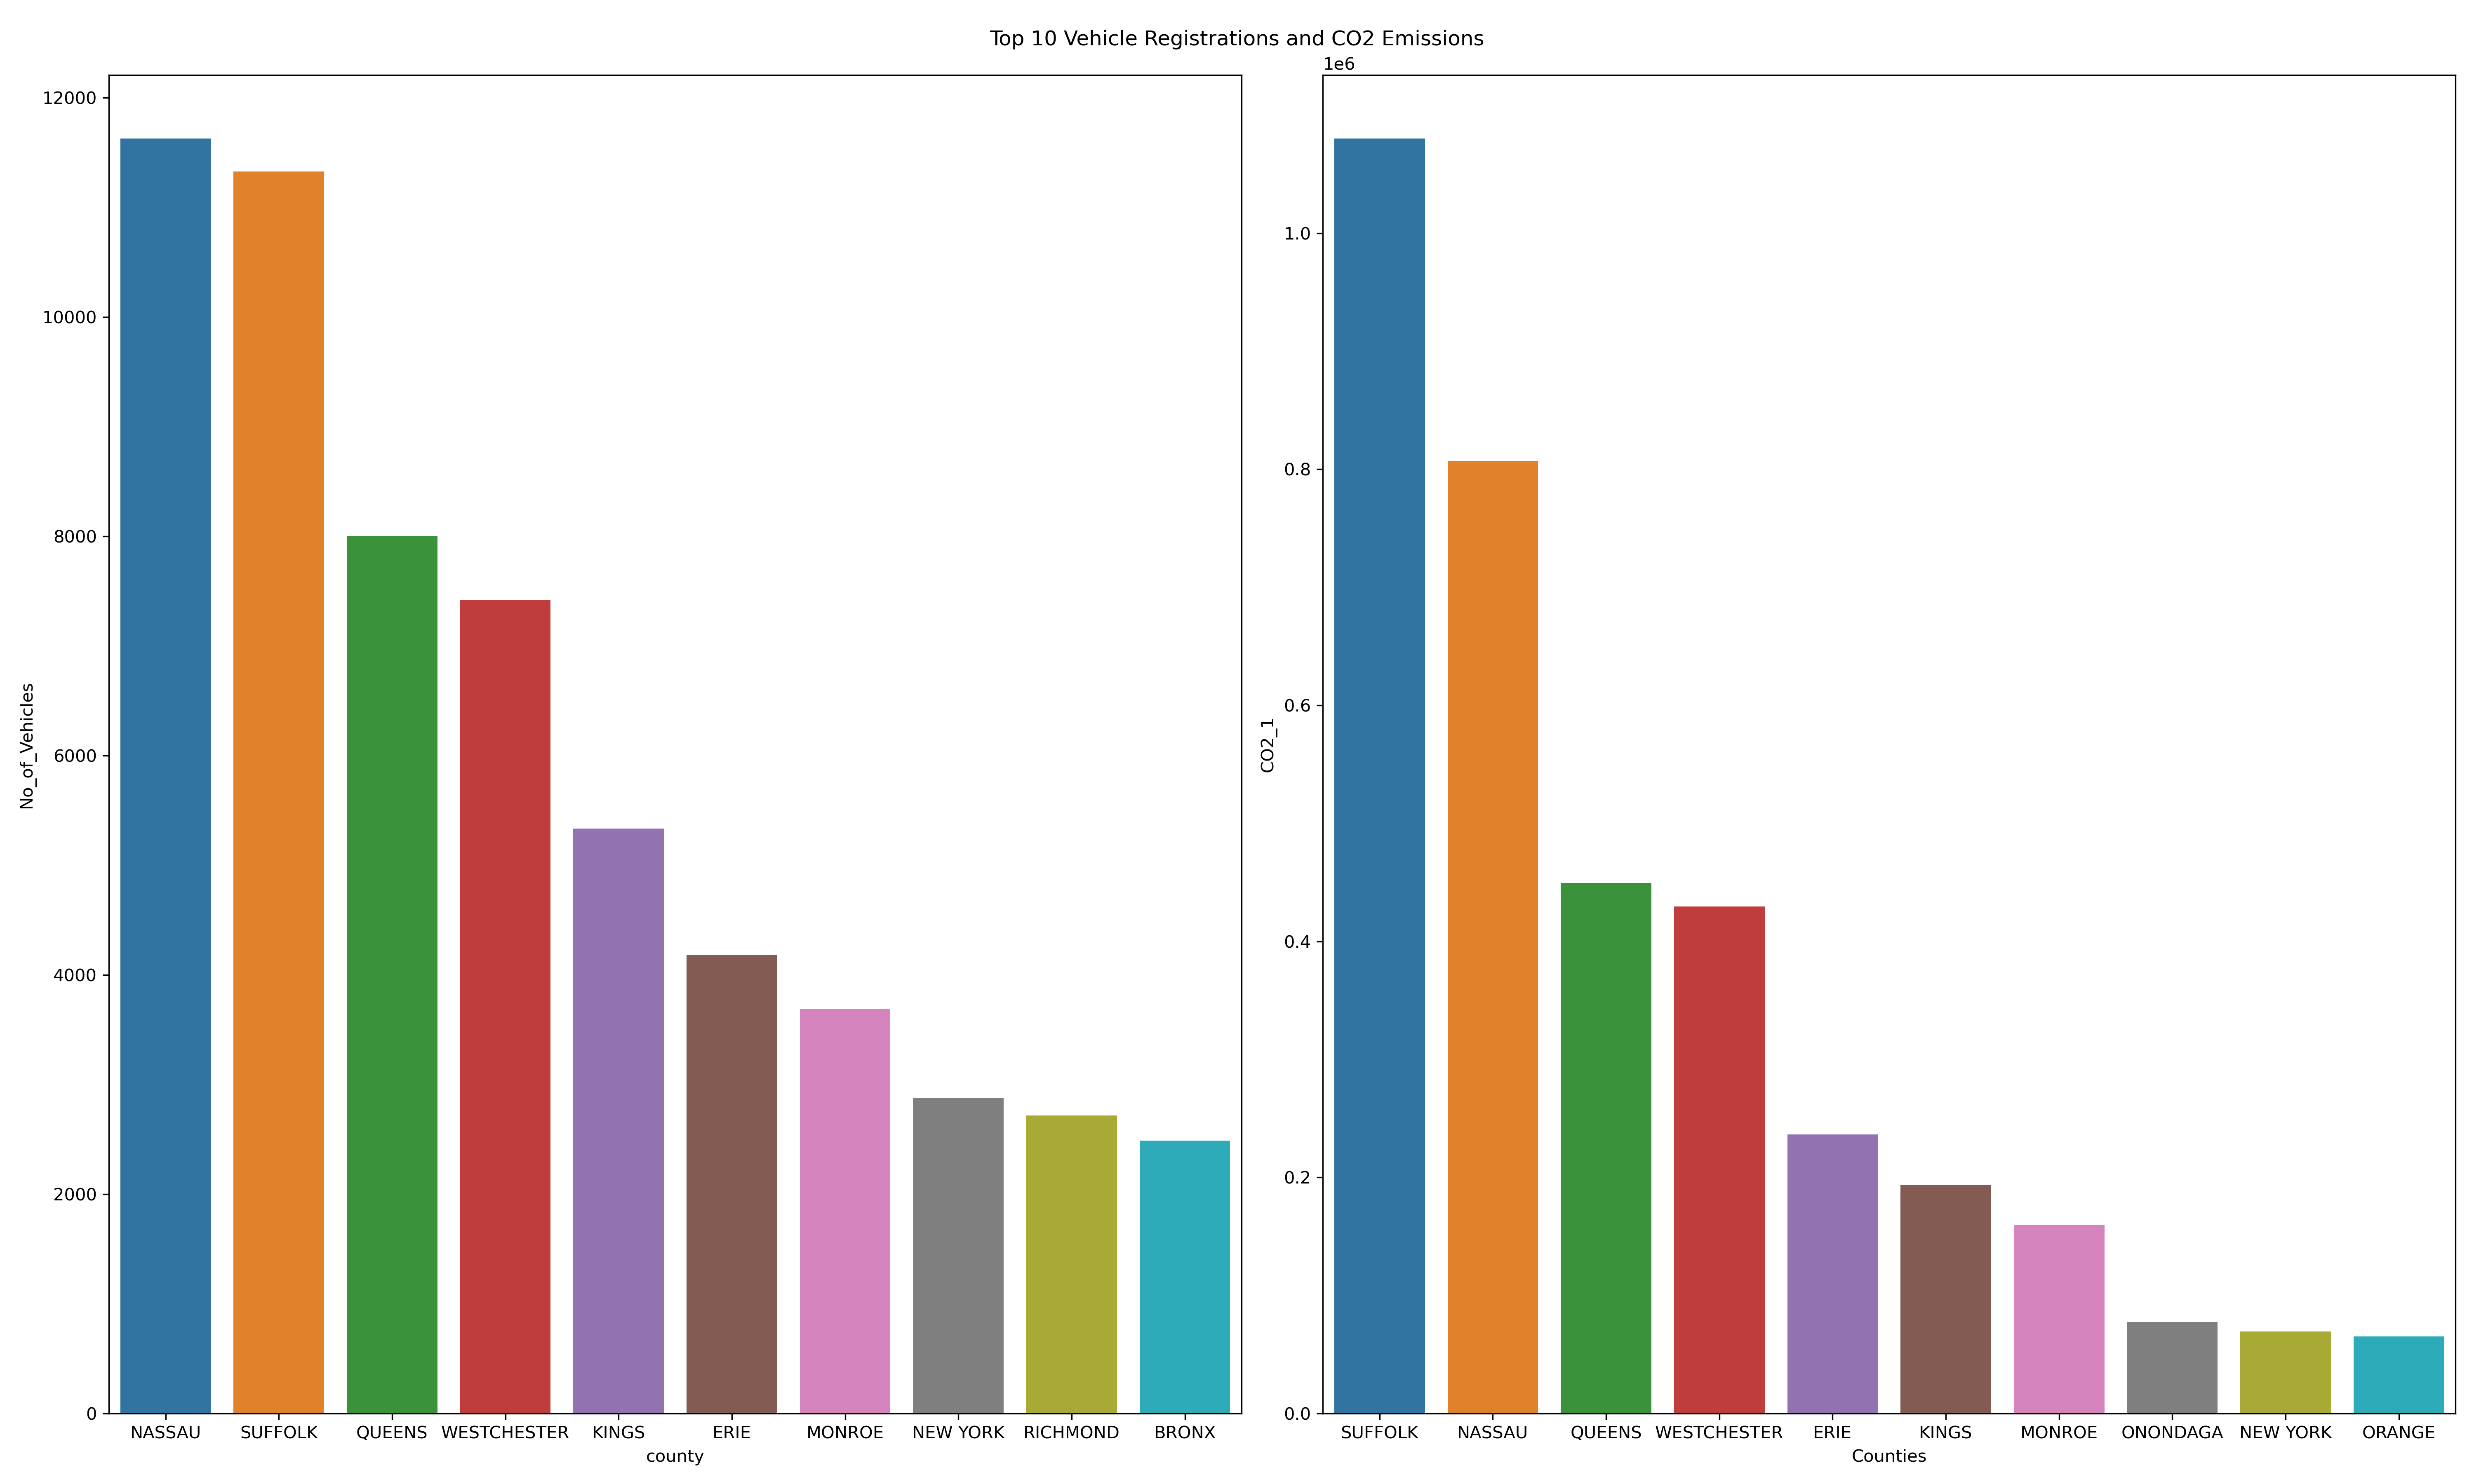 Top 10 Vehicle Registrations and CO2 Emissions
12000
10000
8000
6000
4000
2000
0
No_of_Vehicles
NASSAU SUFFOLK QUEENS WESTCHESTER KINGS ERIE MONROE NEW YORK RICHMOND BRONX
county
1e6
1.0
0.8
0.6
0.4
0.2
0.0
CO2_1
SUFFOLK NASSAU QUEENS WESTCHESTER ERIE KINGS MONROE ONONDAGA NEW YORK ORANGE
Counties